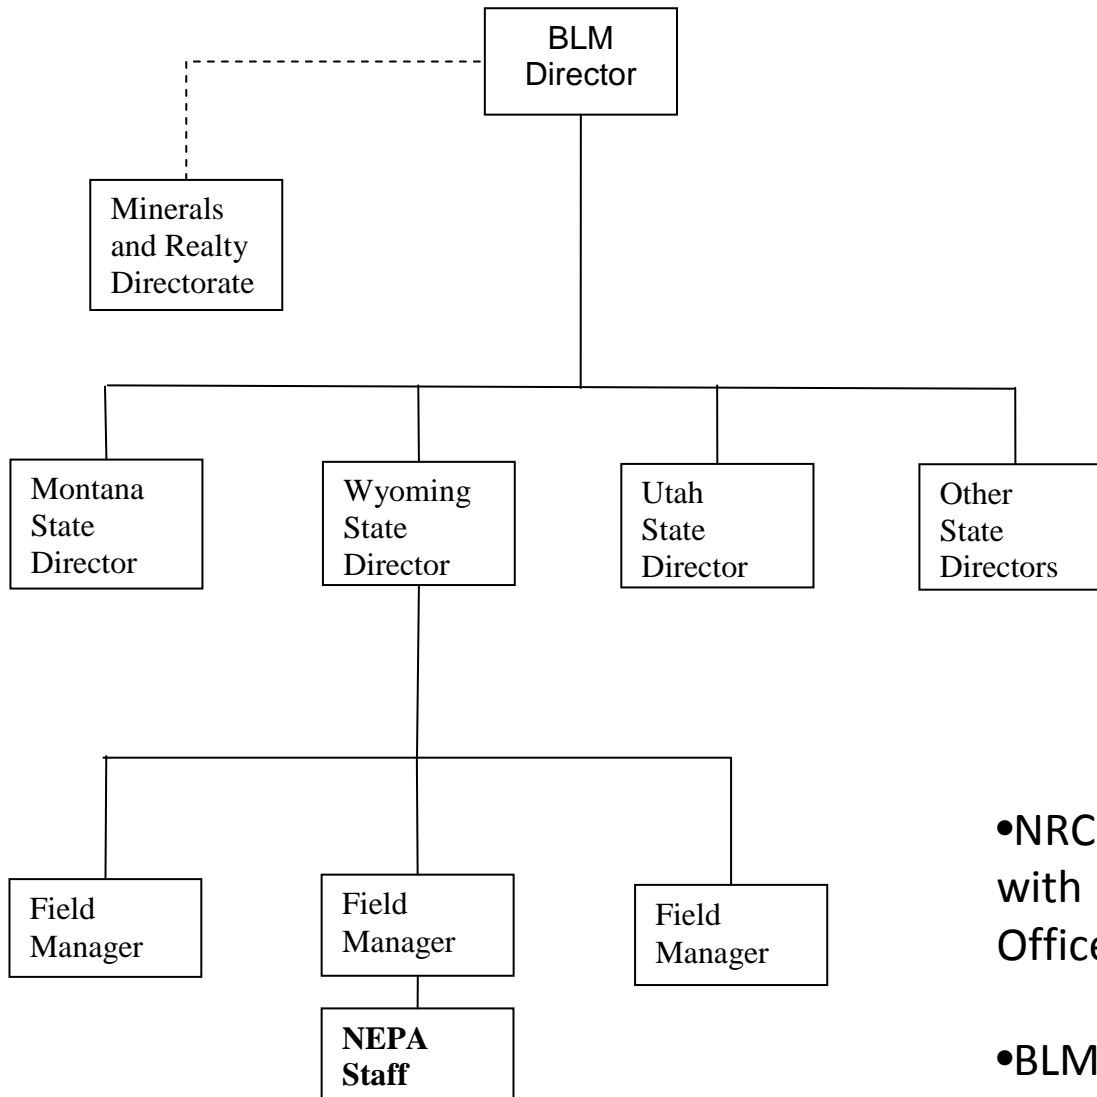 BLM
Director
Minerals
and Realty
Directorate
Montana
State
Director
Wyoming
State
Director
Utah
State
Director
Other
State
Directors
Field
Manager
Field
Manager
Field
Manager
NEPA
Staff
•NRC
with
Office
•BLM